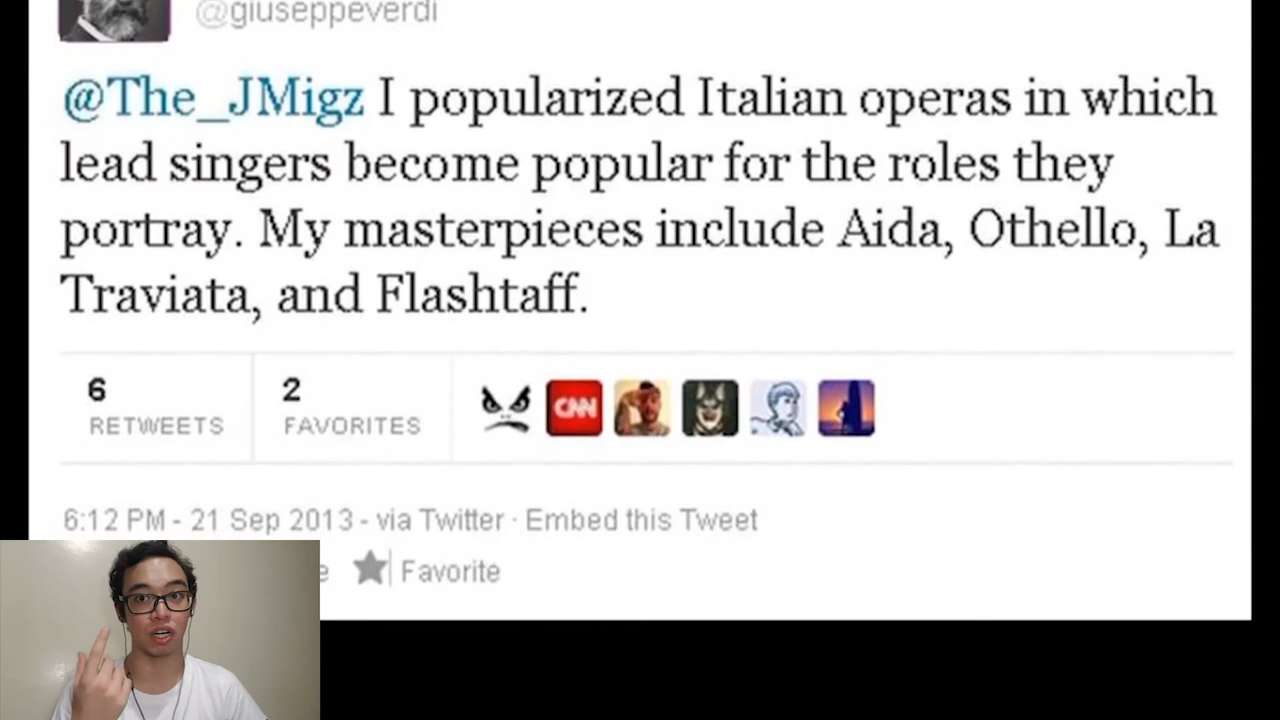 @giuseppeverdi
@The_JMigz I popularized Italian operas in which
lead singers become popular for the roles they
portray. My masterpieces include Aida, Othello, La
Traviata, and Flashtaff.
6 2
RETWEETS FAVORITES CNN
6:12 PM - 21 Sep 2013 - via Twitter · Embed this Tweet
Favorite